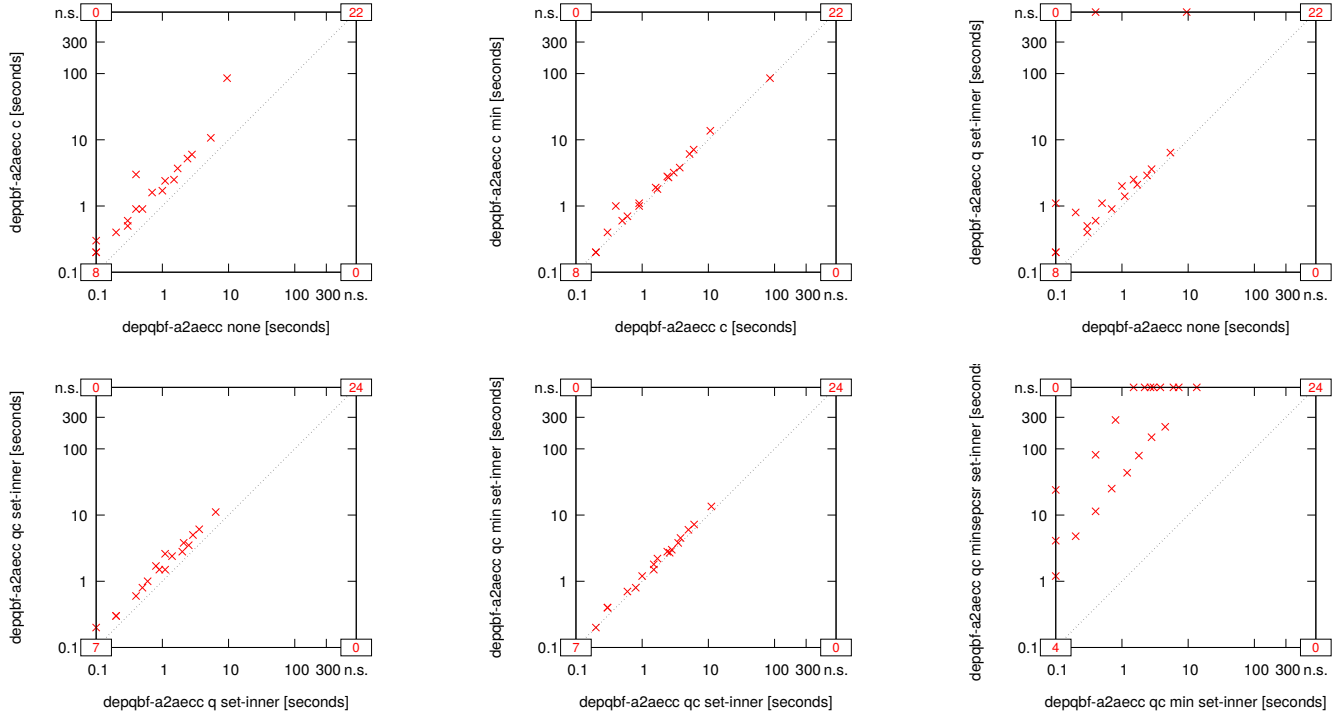 n.s. 0 22
300
100
10
1
0.1 8 0
0.1 1 10 100 300 n.s.
depqbf-a2aecc c [seconds]
depqbf-a2aecc none [seconds]
n.s. 0 22
300
100
10
1
0.1 8 0
0.1 1 10 100 300 n.s.
depqbf-a2aecc c min [seconds]
depqbf-a2aecc c [seconds]
n.s. 0 22
300
100
10
1
0.1 8 0
0.1 1 10 100 300 n.s.
depqbf-a2aecc q set-inner [seconds]
depqbf-a2aecc none [seconds]
n.s. 0 24
300
100
10
1
0.1 7 0
0.1 1 10 100 300 n.s.
depqbf-a2aecc qc set-inner [seconds]
depqbf-a2aecc q set-inner [seconds]
n.s. 0 24
300
100
10
1
0.1 7 0
0.1 1 10 100 300 n.s.
depqbf-a2aecc qc min set-inner [seconds]
depqbf-a2aecc qc set-inner [seconds]
n.s. 0 24
300
100
10
1
0.1 4 0
0.1 1 10 100 300 n.s.
depqbf-a2aecc qc minsepcsr set-inner [second
depqbf-a2aecc qc min set-inner [seconds]